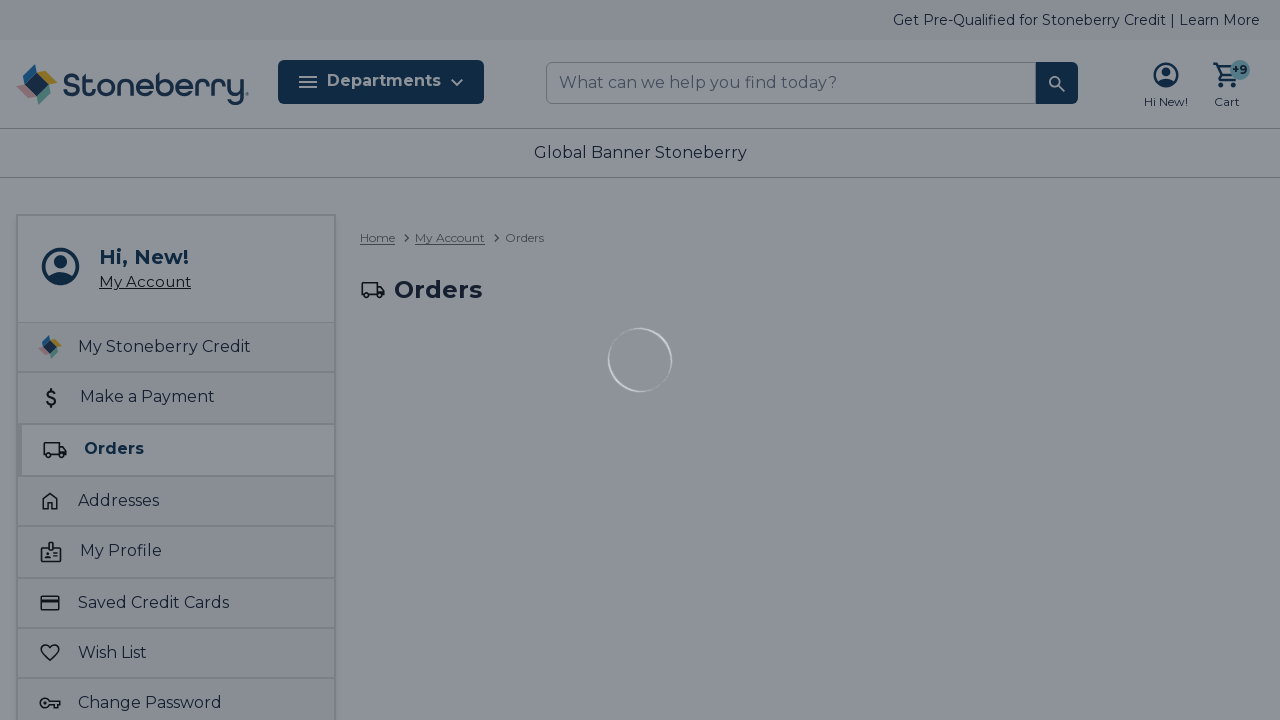 Get Pre-Qualified for Stoneberry Credit | Learn More
Stoneberry
Departments
What can we help you find today?
Hi New!
+9
Cart
Global Banner Stoneberry
Hi, New!
My Account
My Stoneberry Credit
Make a Payment
Orders
Addresses
My Profile
Saved Credit Cards
Wish List
Change Password
Home > My Account > Orders
Orders